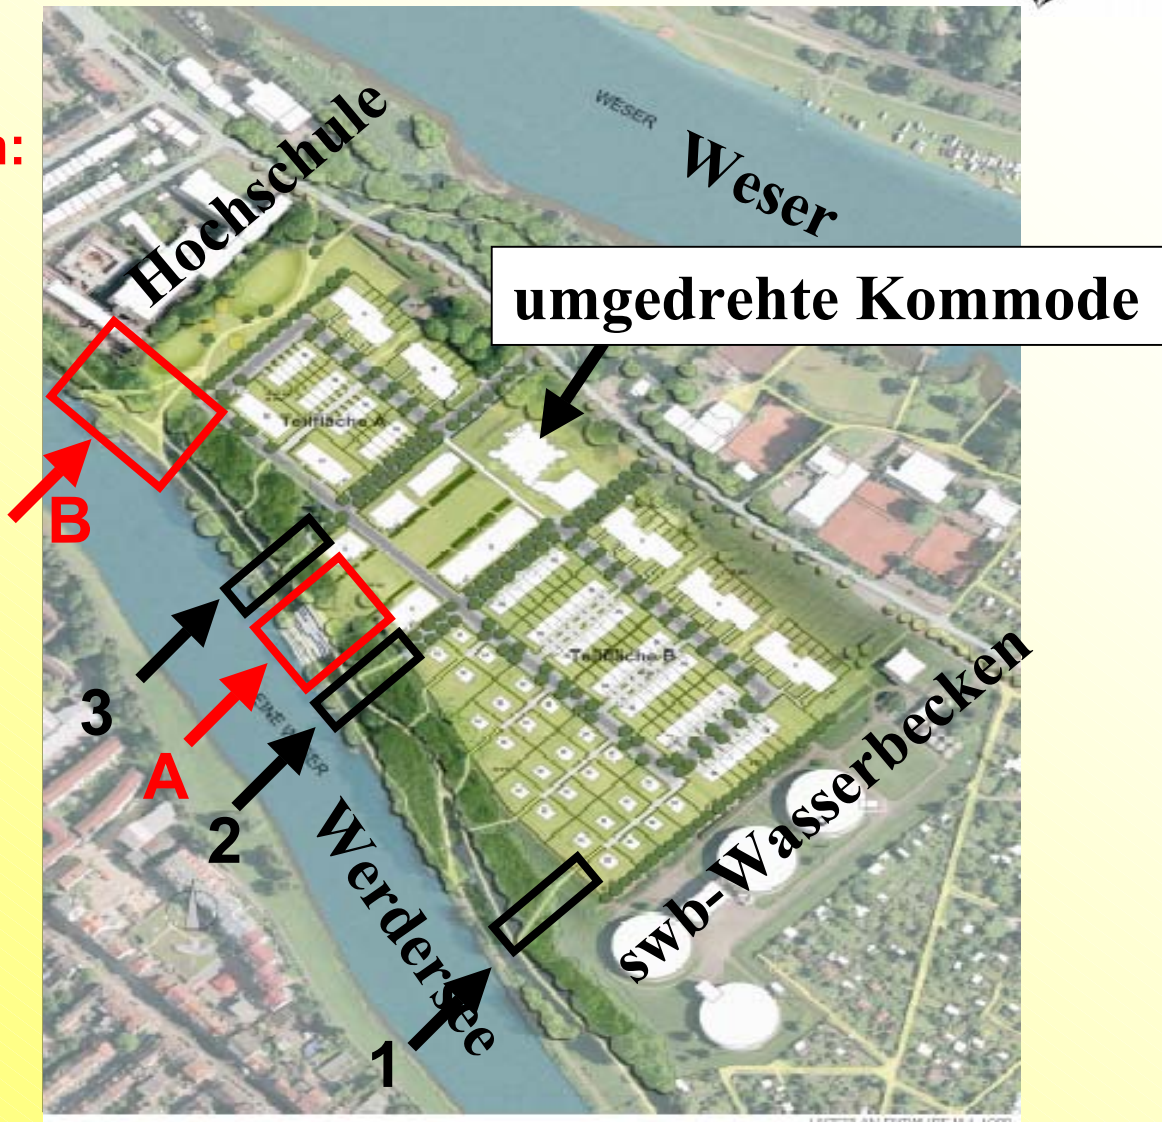 n:
WESER
Weser
Hochschule
umgedrehte Kommode
Teilfläche A
B
Teilfläche B
3
A
2
Werdersee
swb-Wasserbecken
1